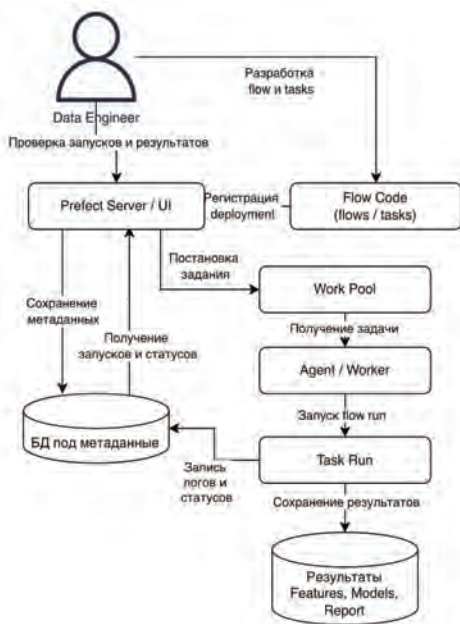 Разработка
flow и tasks
Data Engineer
Проверка запусков и результатов
Prefect Server / UI
Регистрация
deployment
Flow Code
(flows / tasks)
Постановка
задания
Work Pool
Сохранение
метаданных
Получение
запусков и статусов
Получение задачи
Agent / Worker
Запуск flow run
БД под метаданные
Task Run
Запись
логов и
статусов
Сохранение результатов
Результаты
Features, Models,
Report